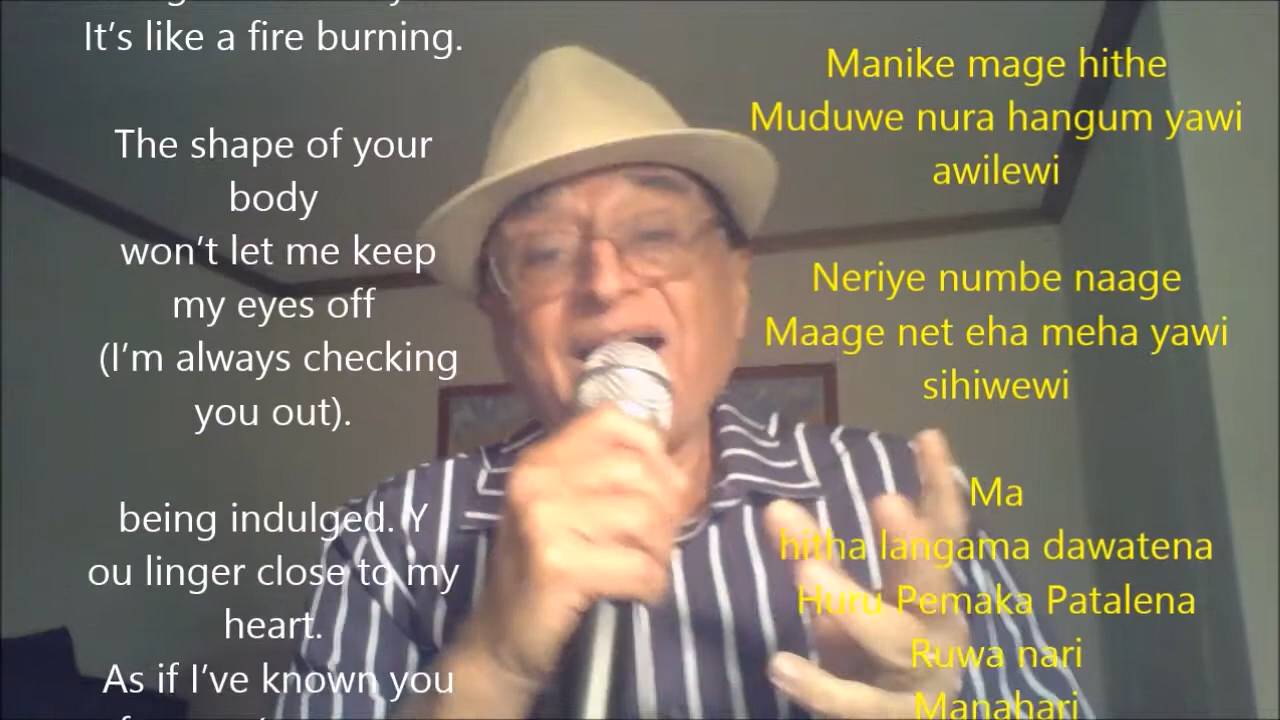 It's like a fire burning.
The shape of your
body
won't let me keep
my eyes off
(I'm always checking
you out).
being indulged. Y
ou linger close to my
heart.
As if I've known you
Manike mage hithe
Muduwe nura hangum yawi
awilewi
Neriye numbe naage
Maage net eha meha yawi
sihiwewi
Ma
hitha langama dawatena
Huru Pemaka Patalena
Ruwa nari
Manahari